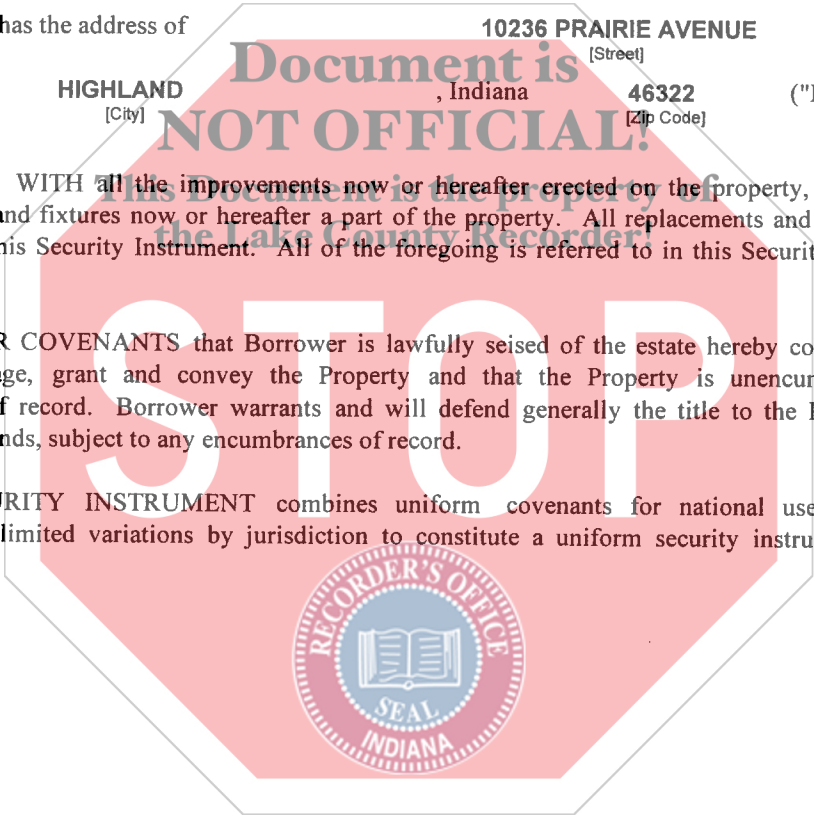 has the address of 10236 PRAIRIE AVENUE
[Street]
HIGHLAND , Indiana 46322 ("
[City] [Zip Code]
Document is
NOT OFFICIAL!
This Document is the property of
the Lake County Recorder!
WITH all the improvements now or hereafter erected on the property,
and fixtures now or hereafter a part of the property. All replacements and
his Security Instrument. All of the foregoing is referred to in this Securit
STOP
R COVENANTS that Borrower is lawfully seised of the estate hereby co
ge, grant and convey the Property and that the Property is unencur
f record. Borrower warrants and will defend generally the title to the
nds, subject to any encumbrances of record.
URITY INSTRUMENT combines uniform covenants for national use
limited variations by jurisdiction to constitute a uniform security instru
RECORDER'S OFFICE
SEAL
INDIANA